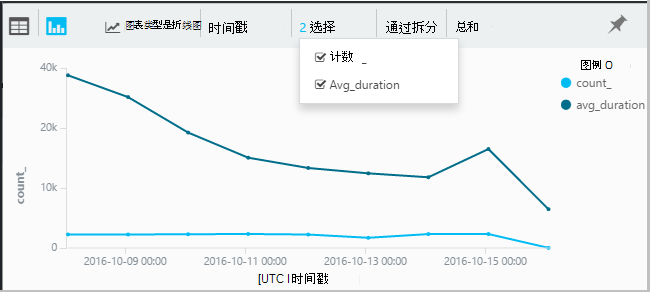 图表类型是折线图
时间戳
2 选择
通过拆分
总和
计数 _
Avg_duration
图例 O
count_
avg_duration
40k
20k
10k
0
count_
2016-10-09 00:00
2016-10-11 00:00
2016-10-13 00:00
2016-10-15 00:00
[UTC I时间戳